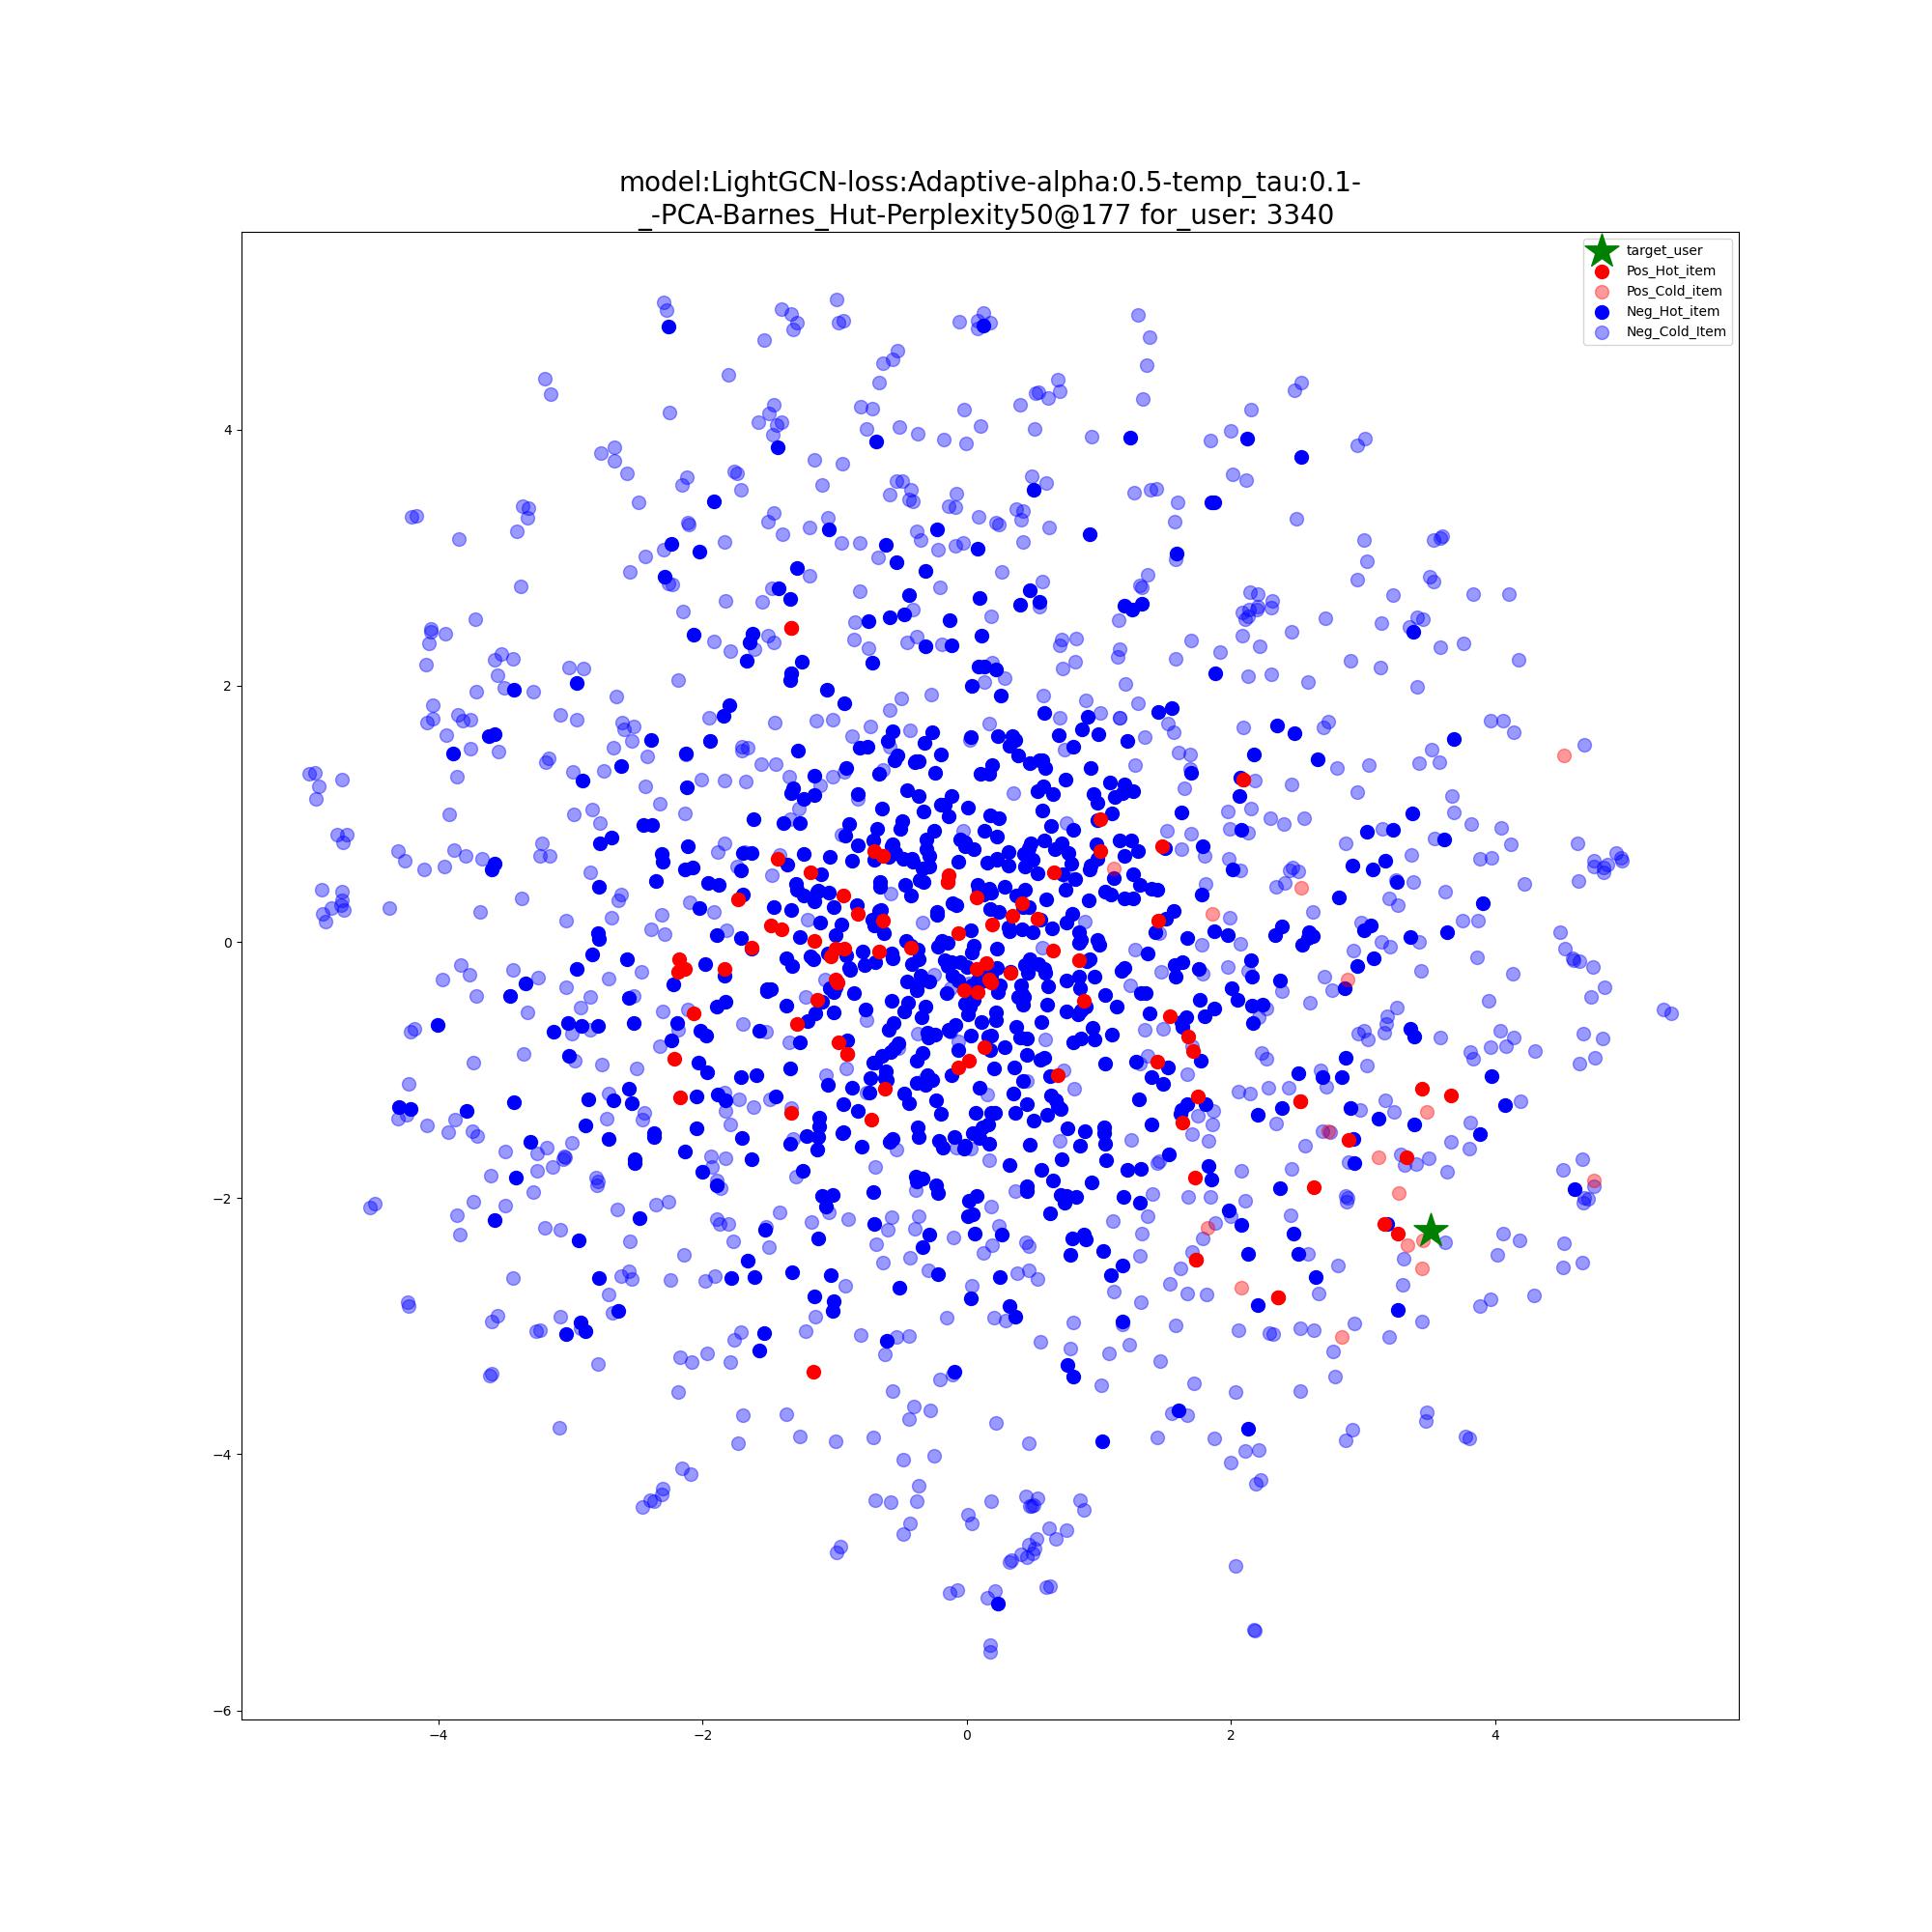 model:LightGCN-loss:Adaptive-alpha:0.5-temp_tau:0.1-
_-PCA-Barnes_Hut-Perplexity50@177 for_user: 3340
target_user
Pos_Hot_item
Pos_Cold_item
Neg_Hot_item
Neg_Cold_Item
4
2
0
−2
−4
−6
−4
−2
0
2
4